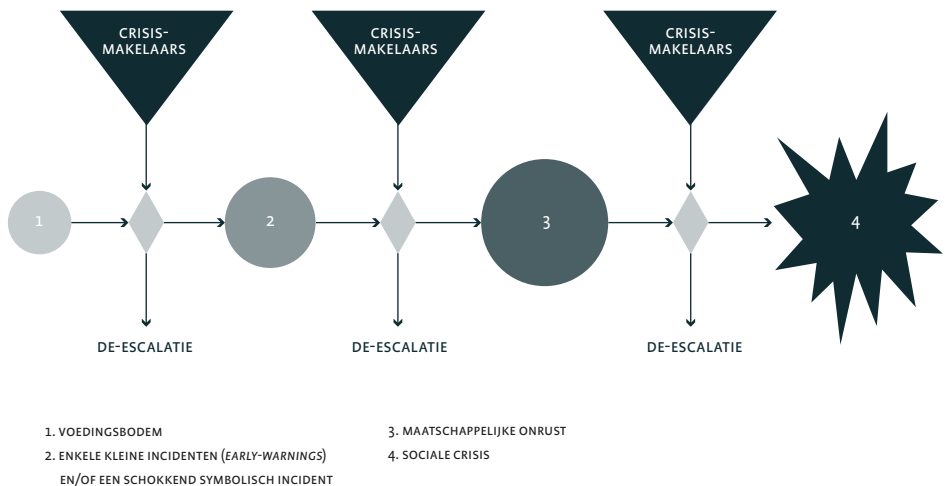 CRISIS-
MAKELAARS
CRISIS-
MAKELAARS
CRISIS-
MAKELAARS
1
2
3
4
DE-ESCALATIE
DE-ESCALATIE
DE-ESCALATIE
1. VOEDINGSBODEM
2. ENKELE KLEINE INCIDENTEN (EARLY-WARNINGS)
EN/OF EEN SCHOKKEND SYMBOLISCH INCIDENT
3. MAATSCHAPPELIJKE ONRUST
4. SOCIALE CRISIS